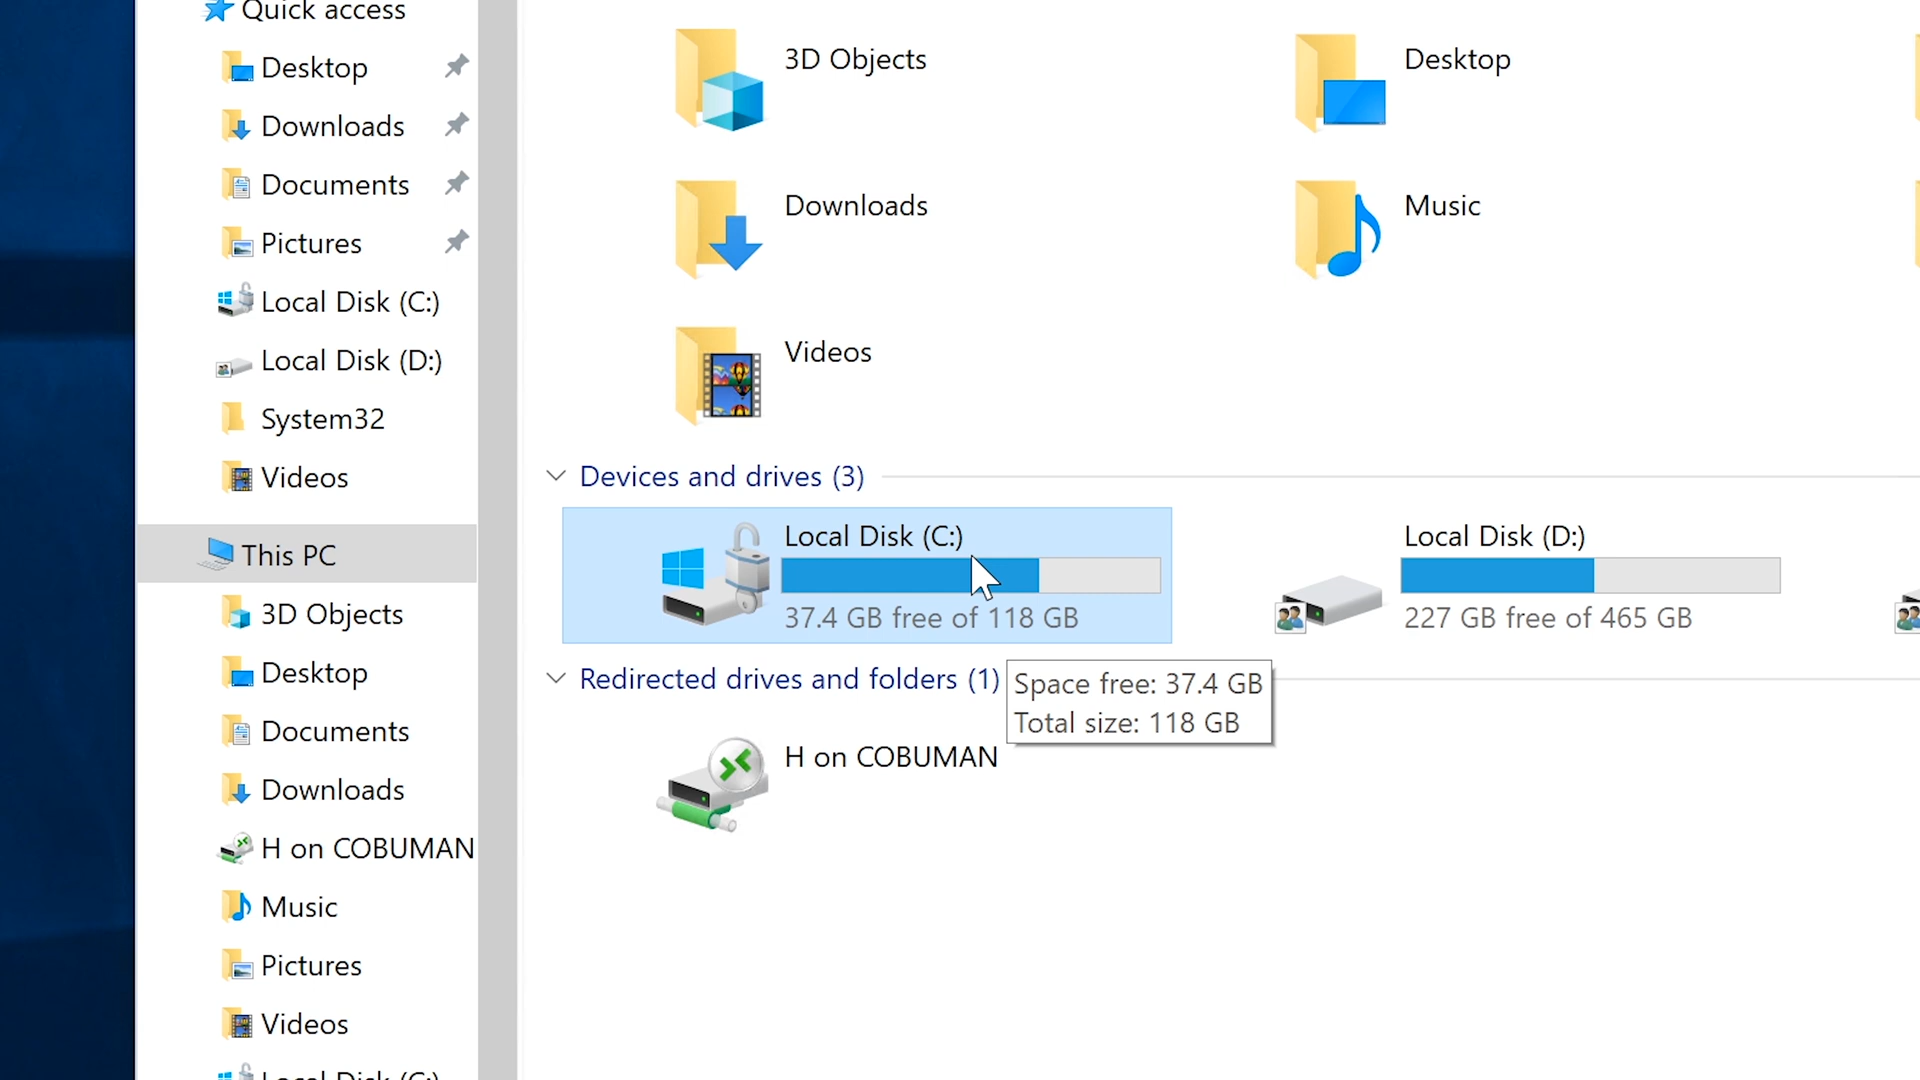 Quick access
Desktop
Downloads
Documents
Pictures
Local Disk (C:)
Local Disk (D:)
System32
Videos
This PC
3D Objects
Desktop
Documents
Downloads
H on COBUMAN
Music
Pictures
Videos
Local Disk (C:)
3D Objects
Desktop
Downloads
Music
Videos
Devices and drives (3)
Local Disk (C:)
37.4 GB free of 118 GB
Local Disk (D:)
227 GB free of 465 GB
Redirected drives and folders (1)
Space free: 37.4 GB
Total size: 118 GB
H on COBUMAN